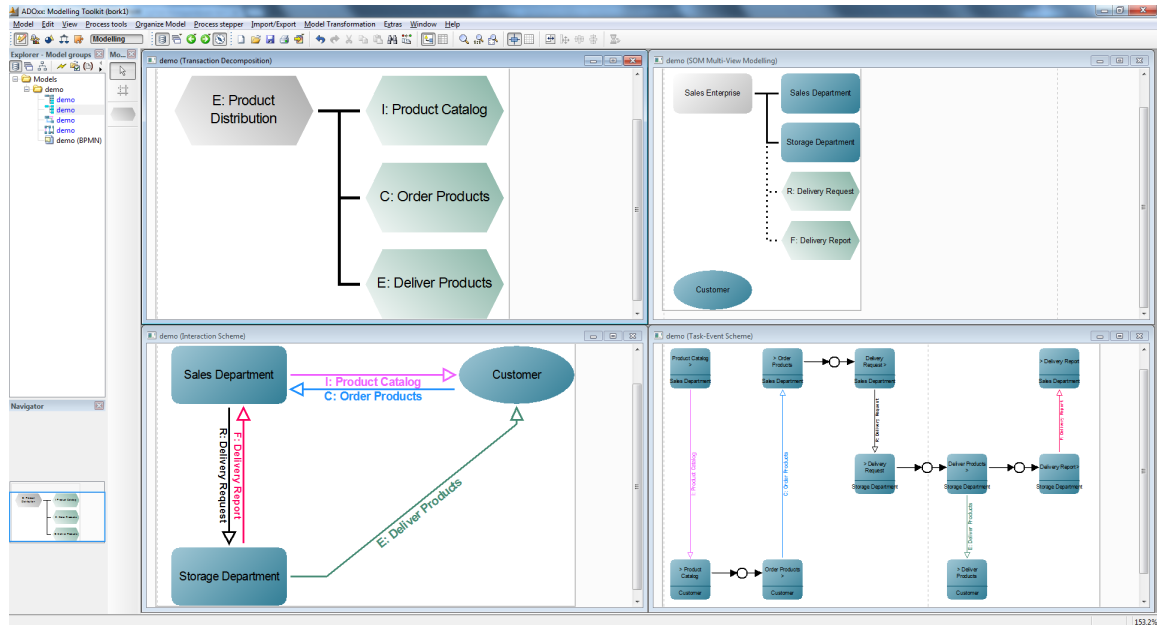 ADOxx Modelling Toolkit (bork1)
Model Edit View Process tools Organize Model Process stepper Import/Export Model Transformation Extras Window Help
Modelling
Explorer - Model groups
Mo...
Models
demo
demo
demo
demo
demo
demo (BPMN)
Navigator
demo (Transaction Decomposition)
E: Product
Distribution
I: Product Catalog
C: Order Products
E: Deliver Products
demo (SOM Multi-View Modelling)
Sales Enterprise
Sales Department
Storage Department
R: Delivery Request
F: Delivery Report
Customer
demo (Interaction Scheme)
Sales Department
I: Product Catalog
C: Order Products
Customer
R: Delivery Request
F: Delivery Report
E: Deliver Products
Storage Department
demo (Task-Event Scheme)
Product Catalog
>
Sales Department
> Order
Products
Sales Department
Delivery
Request >
Sales Department
> Delivery Report
Sales Department
I: Product Catalog
C: Order Products
R: Delivery Request
F: Delivery Report
> Delivery
Request
Storage Department
Deliver Products
>
Storage Department
Delivery Report>
Storage Department
E: Deliver Products
> Product
Catalog
Customer
Order Products
>
Customer
> Deliver
Products
Customer
153.2%